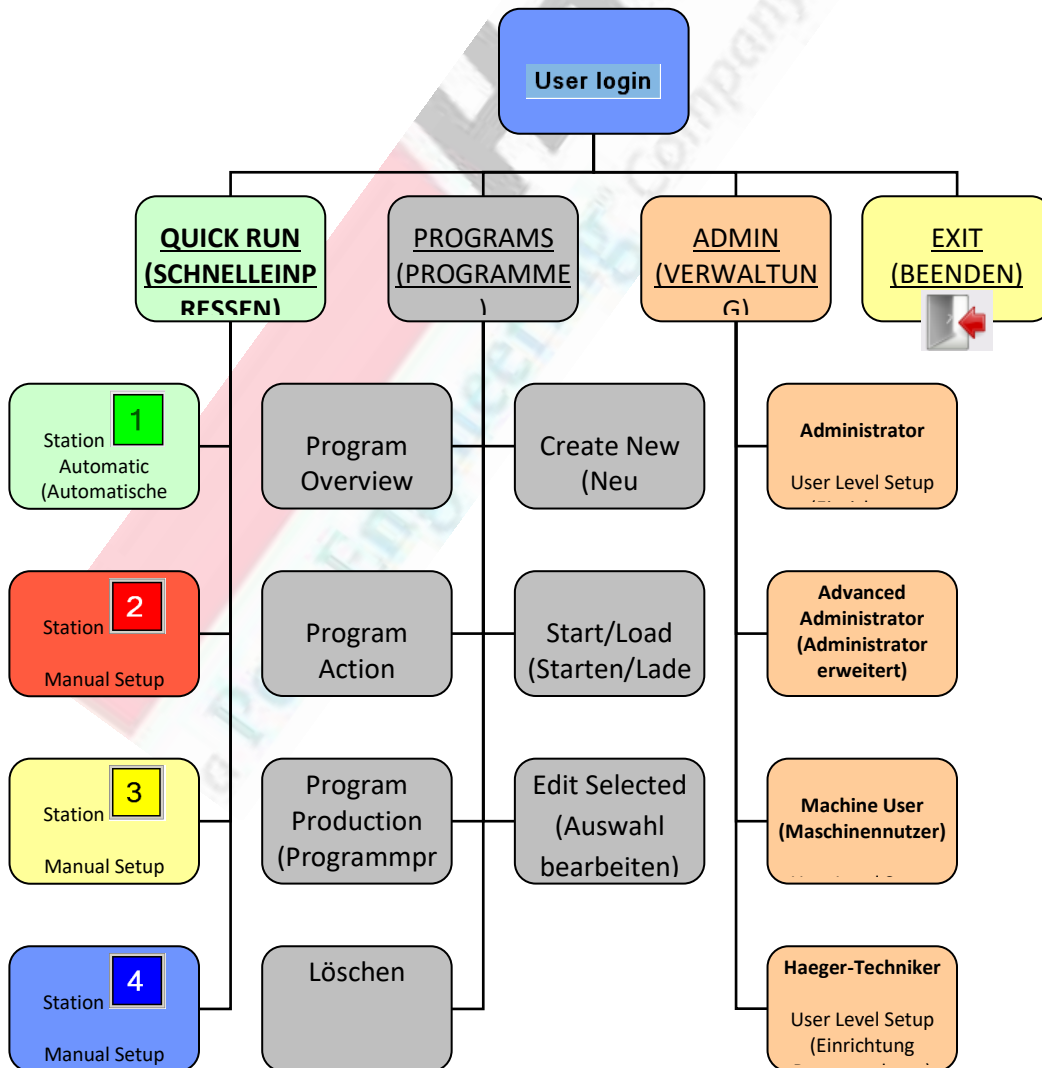 User login
QUICK RUN
(SCHNELLEINP
RESSEN)
PROGRAMS
(PROGRAMME
)
ADMIN
(VERWALTUN
G)
EXIT
(BEENDEN)
Station 1
Automatic
(Automatische
Program
Overview
Create New
(Neu
Administrator
User Level Setup
Station 2
Manual Setup
Program
Action
Start/Load
(Starten/Lade
Advanced
Administrator
(Administrator
erweitert)
Station 3
Manual Setup
Program
Production
(Programmpr
Edit Selected
(Auswahl
bearbeiten)
Machine User
(Maschinennutzer)
Station 4
Manual Setup
Löschen
Haeger-Techniker
User Level Setup
(Einrichtung